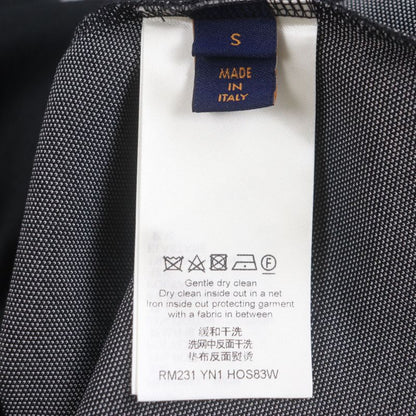 S
MADE
IN
ITALY
Gentle dry clean
Dry clean inside out in a net
Iron inside out protecting garment
with a fabric in between
缓和干洗
洗网中反面干洗
垫布反面熨烫
RM231 YN1 HOS83W